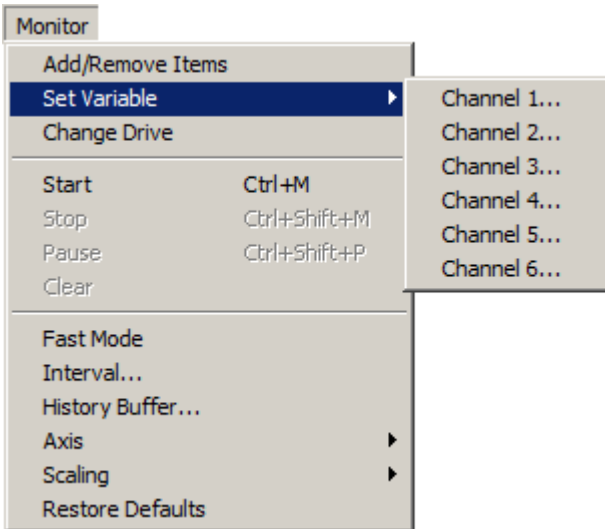 Monitor
Add/Remove Items
Set Variable
Change Drive
Start Ctrl+M
Stop Ctrl+Shift+M
Pause Ctrl+Shift+P
Clear
Fast Mode
Interval...
History Buffer...
Axis
Scaling
Restore Defaults
Channel 1...
Channel 2...
Channel 3...
Channel 4...
Channel 5...
Channel 6...